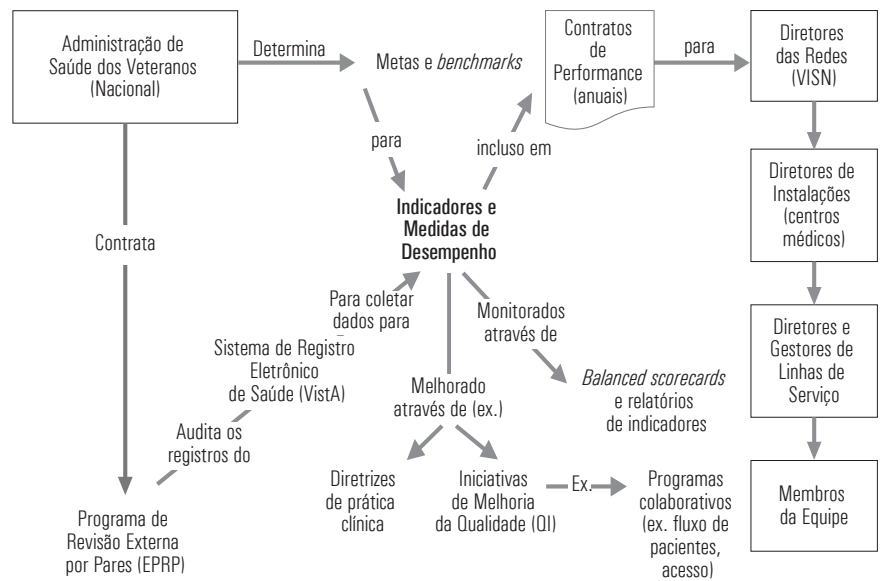 Administração de
Saúde dos Veteranos
(Nacional)
Determina
Metas e benchmarks
Contratos
de
Performance
(anuais)
para
Diretores
das Redes
(VISN)
para
incluso em
Diretores de
Instalações
(centros
médicos)
Indicadores e
Medidas de
Desempenho
Contrata
Para coletar
dados para
Monitorados
através de
Diretores e
Gestores de
Linhas de
Serviço
Sistema de Registro
Eletrônico
de Saúde (VistA)
Balanced scorecards
e relatórios
de indicadores
Melhorado
através de (ex.)
Audita os
registros do
Diretrizes
de prática
clínica
Iniciativas
de Melhoria
da Qualidade (QI)
Ex.
Programas
colaborativos
(ex. fluxo de
pacientes,
acesso)
Membros
da Equipe
Programa de
Revisão Externa
por Pares (EPRP)